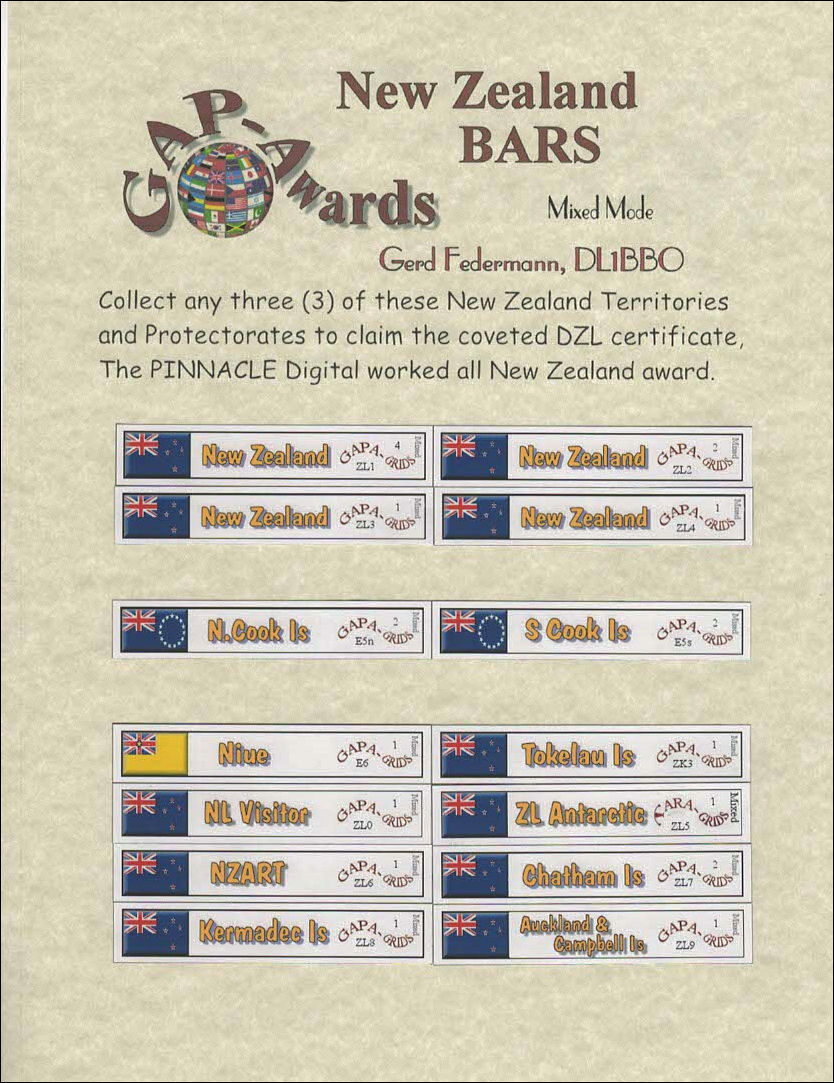 GAP-Awards
New Zealand
BARS
Mixed Mode
Gerd Federmann, DL1BBO
Collect any three (3) of these New Zealand Territories
and Protectorates to claim the coveted DZL certificate,
The PINNACLE Digital worked all New Zealand award.
New Zealand GAPA-GRIDS 4 ZL1 Mixed
New Zealand GAPA-GRIDS 2 ZL2 Mixed
New Zealand GAPA-GRIDS 1 ZL3 Mixed
New Zealand GAPA-GRIDS 1 ZL4 Mixed
N.Cook Is GAPA-GRIDS 2 E5n Mixed
S Cook Is GAPA-GRIDS 2 E5s Mixed
Niue GAPA-GRIDS 1 E6 Mixed
Tokelau Is GAPA-GRIDS 1 ZK3 Mixed
NL Visitor GAPA-GRIDS 1 ZL0 Mixed
ZL Antarctic EARA-GRIDS 1 ZL5 Mixed
NZART GAPA-GRIDS 1 ZL6 Mixed
Chatham Is GAPA-GRIDS 2 ZL7 Mixed
Kermadec Is GAPA-GRIDS 1 ZL8 Mixed
Auckland &
Campbell Is GAPA-GRIDS 1 ZL9 Mixed